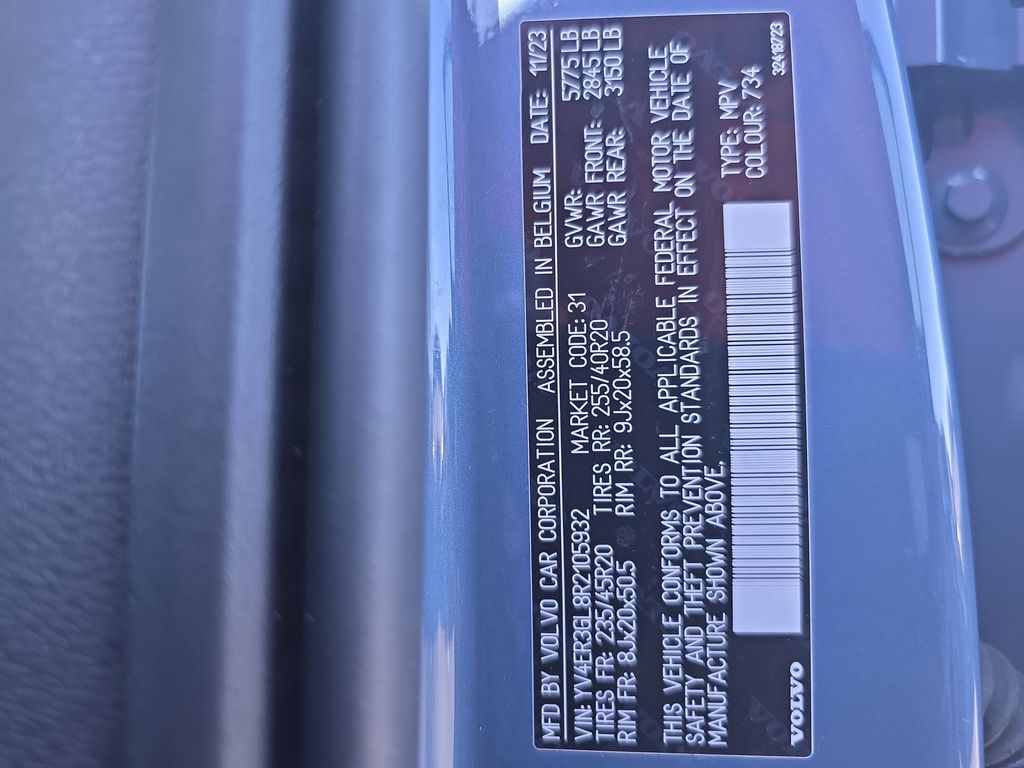 MFD BY VOLVO CAR CORPORATION ASSEMBLED IN BELGIUM DATE: 11/23
VIN: YV4ER3GL8R2105932 MARKET CODE: 31 GVWR: 5775 LB
TIRES FR: 235/45R20 TIRES RR: 255/40R20 GAWR FRONT: 2845 LB
RIM FR: 8Jx20x50.5 RIM RR: 9Jx20x58.5 GAWR REAR: 3150 LB
THIS VEHICLE CONFORMS TO ALL APPLICABLE FEDERAL MOTOR VEHICLE
SAFETY AND THEFT PREVENTION STANDARDS IN EFFECT ON THE DATE OF
MANUFACTURE SHOWN ABOVE.
TYPE: MPV
COLOUR: 734
VOLVO 32418723